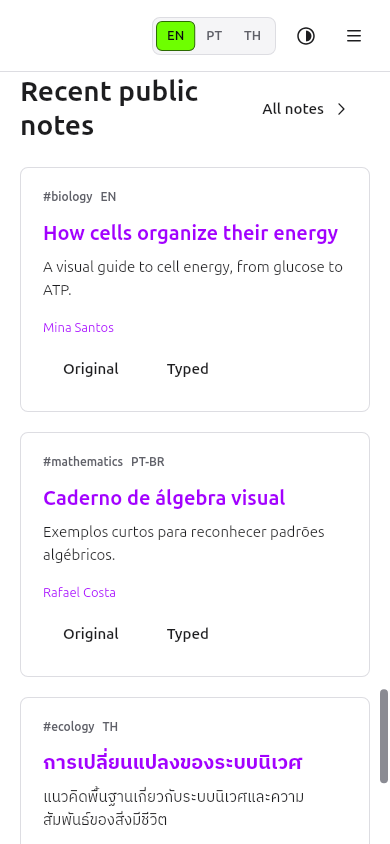 EN PT TH
Recent public
notes
All notes
#biology EN
How cells organize their energy
A visual guide to cell energy, from glucose to
ATP.
Mina Santos
Original Typed
#mathematics PT-BR
Caderno de álgebra visual
Exemplos curtos para reconhecer padrões
algébricos.
Rafael Costa
Original Typed
#ecology TH
การเปลี่ยนแปลงของระบบนิเวศ
แนวคิดพื้นฐานเกี่ยวกับระบบนิเวศและความ
สัมพันธ์ของสิ่งมีชีวิต